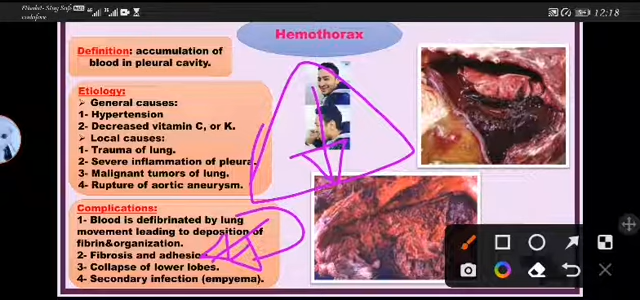 12:18
vodafone
Hemothorax
Definition: accumulation of
blood in pleural cavity.
Etiology:
➢ General causes:
1- Hypertension
2- Decreased vitamin C, or K.
➢ Local causes:
1- Trauma of lung.
2- Severe inflammation of pleura.
3- Malignant tumors of lung.
4- Rupture of aortic aneurysm.
Complications:
1- Blood is defibrinated by lung
movement leading to deposition of
fibrin&organization.
2- Fibrosis and adhesio
3- Collapse of lower lobes.
4- Secondary infection (empyema).